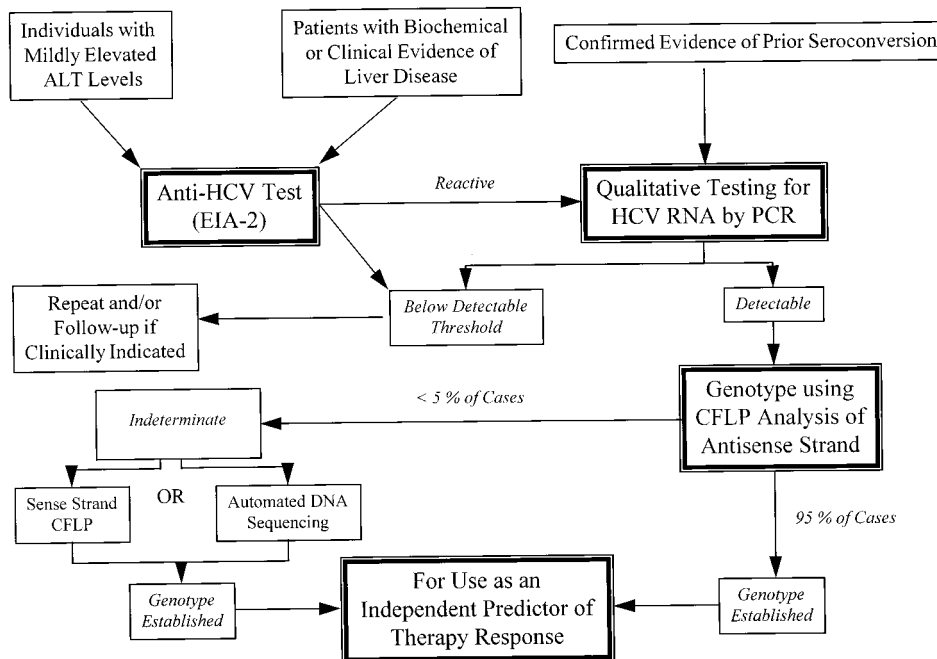 Individuals with
Mildly Elevated
ALT Levels
Patients with Biochemical
or Clinical Evidence of
Liver Disease
Confirmed Evidence of Prior Seroconversion
Anti-HCV Test
(EIA-2)
Reactive
Qualitative Testing for
HCV RNA by PCR
Repeat and/or
Follow-up if
Clinically Indicated
Below Detectable
Threshold
Detectable
Genotype using
CFLP Analysis of
Antisense Strand
< 5 % of Cases
Indeterminate
Sense Strand
CFLP
OR
Automated DNA
Sequencing
95 % of Cases
Genotype
Established
For Use as an
Independent Predictor of
Therapy Response
Genotype
Established